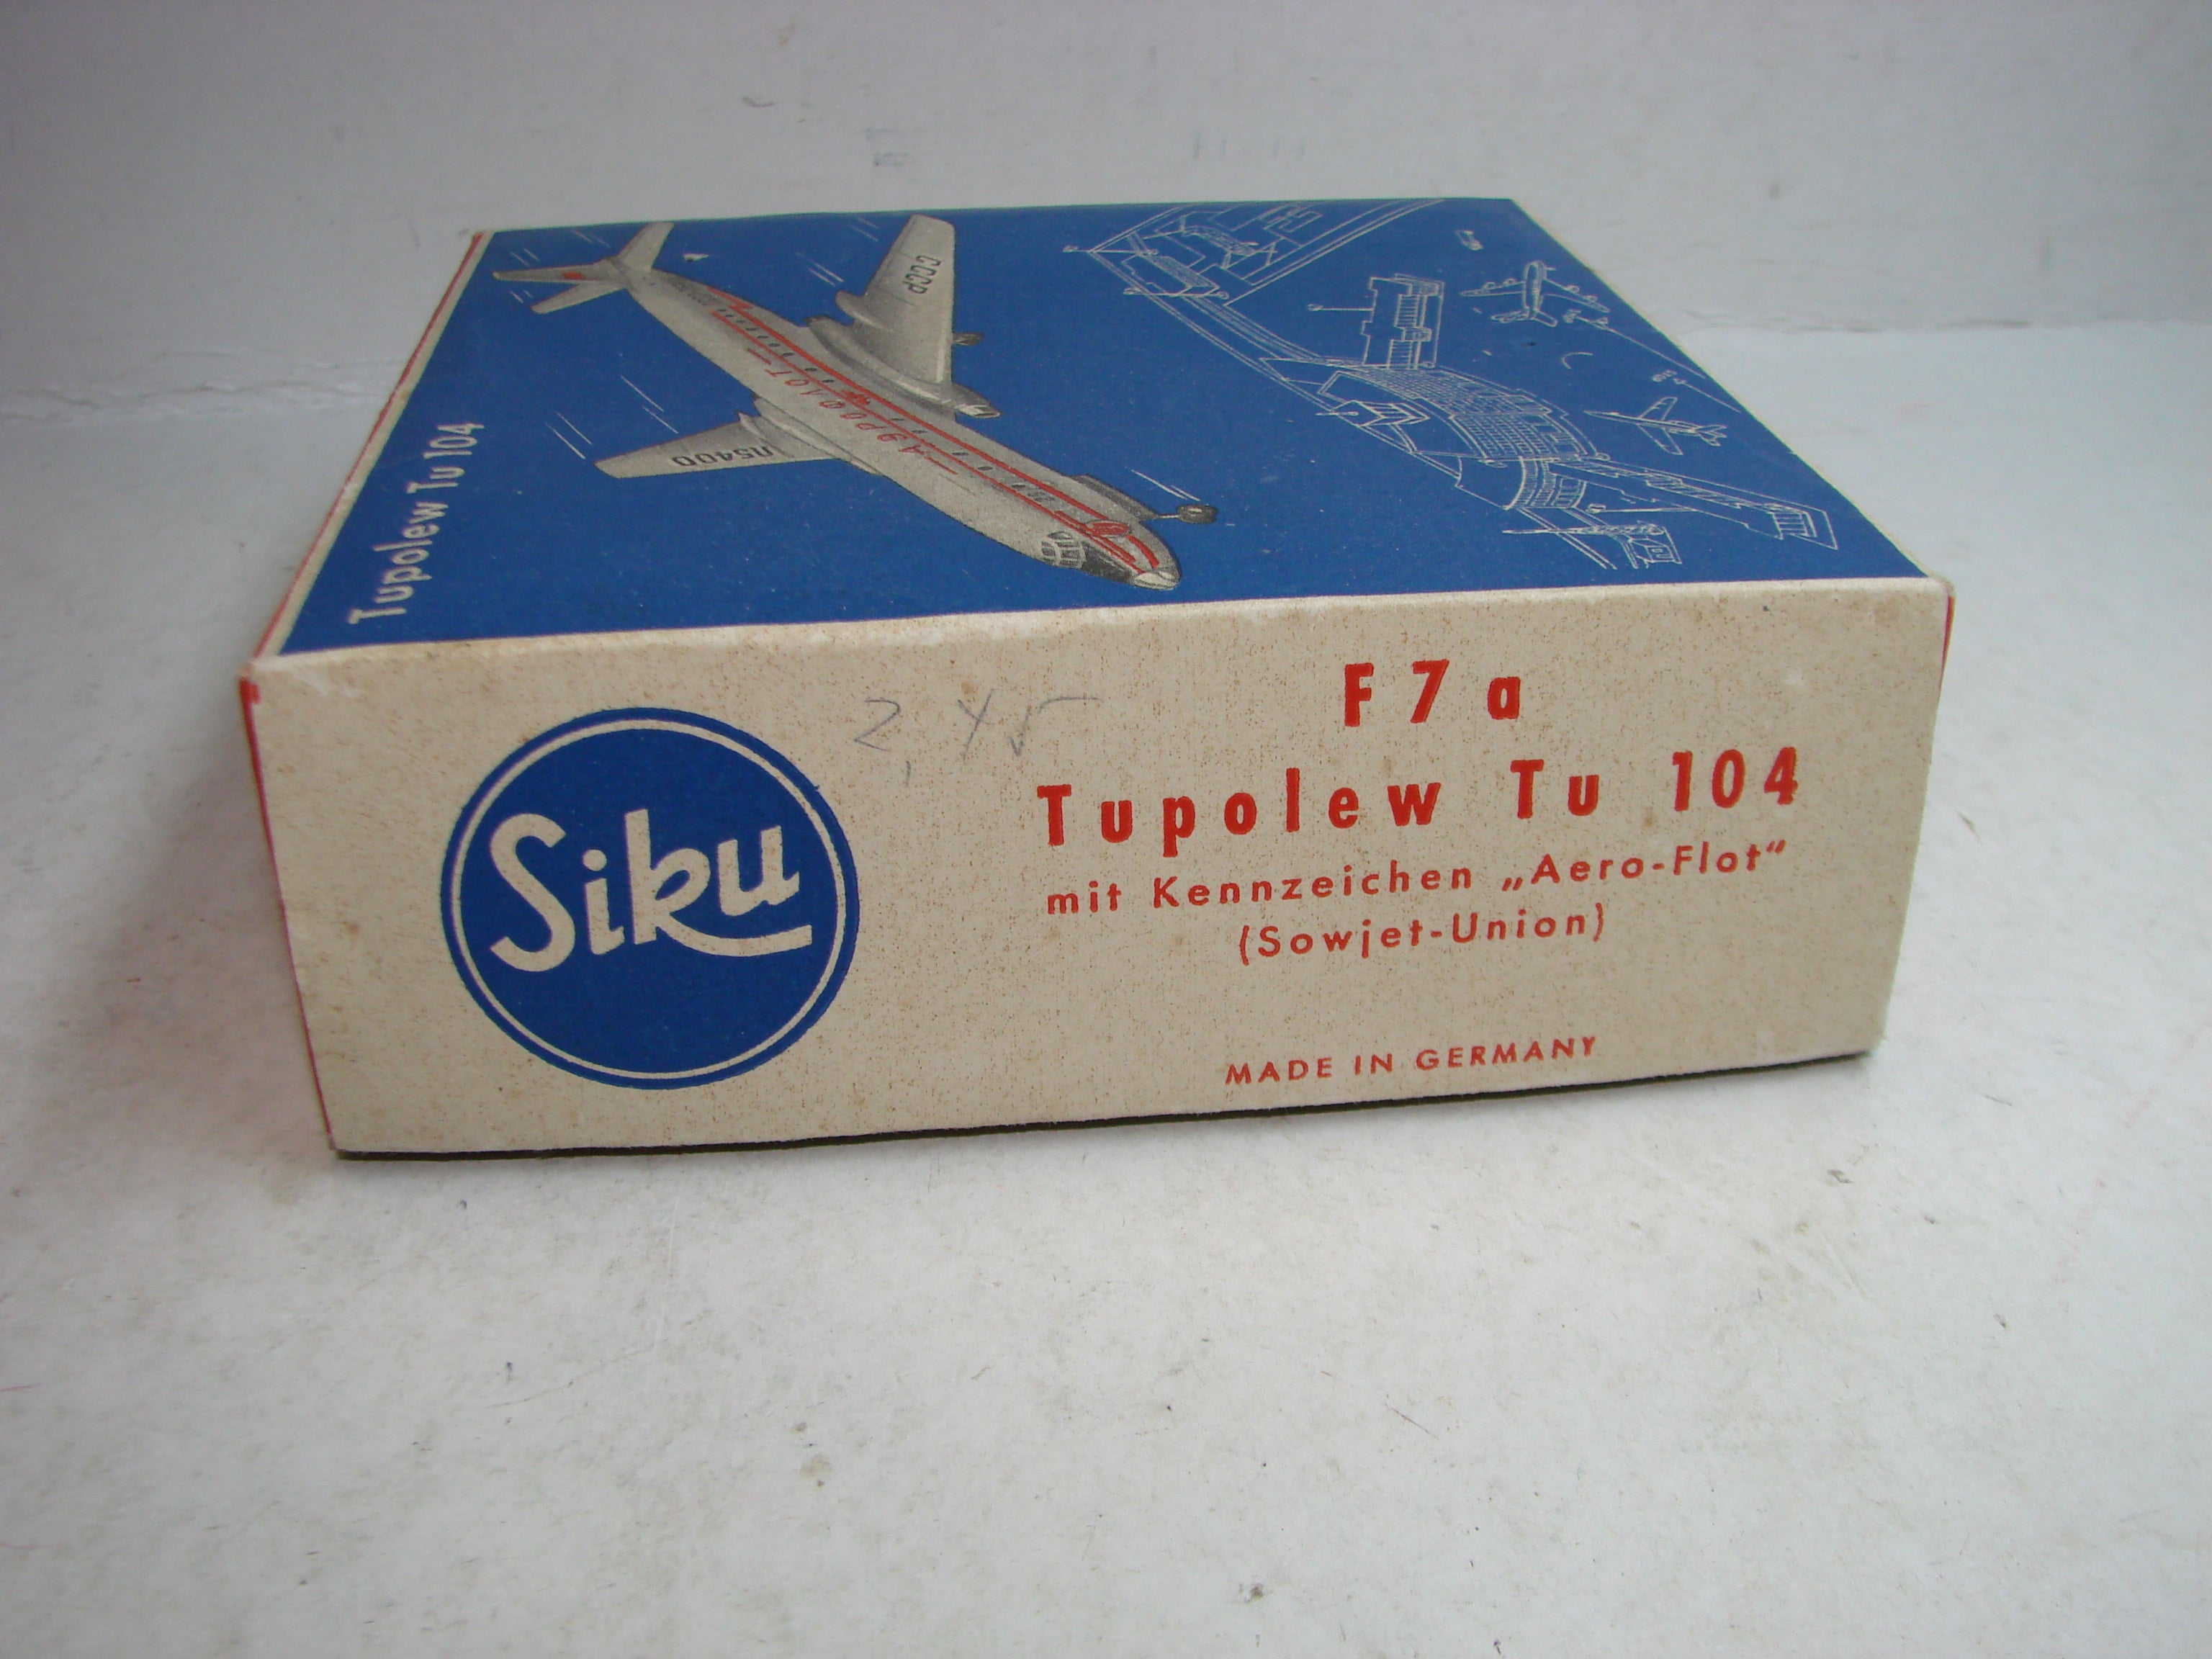 Tupolew Tu 104
CCCP
Л5400
АЭРОФЛОТ
Siku
2,45
F 7 a
Tupolew Tu 104
mit Kennzeichen „Aero-Flot“
(Sowjet-Union)
MADE IN GERMANY